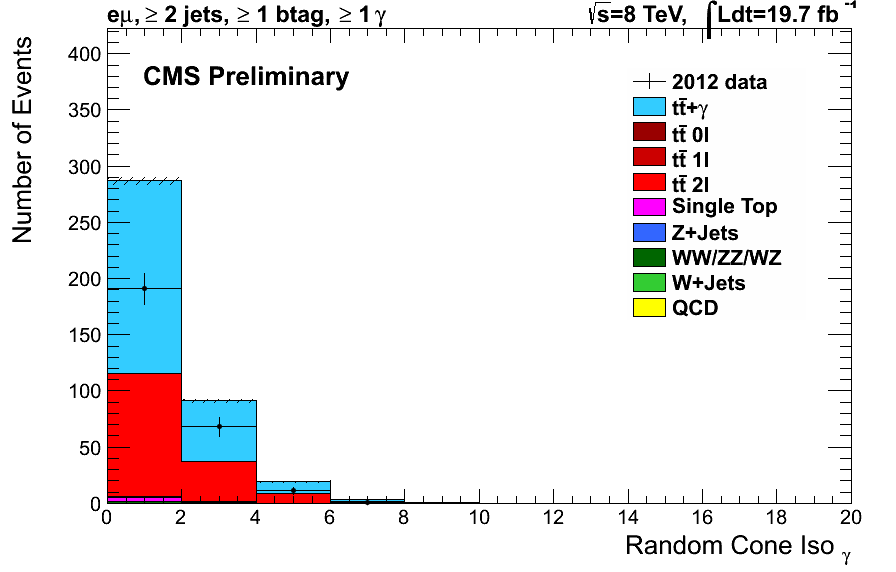 eμ, ≥ 2 jets, ≥ 1 btag, ≥ 1 γ
√s=8 TeV, ∫Ldt=19.7 fb⁻¹
CMS Preliminary
2012 data
tt̄+γ
tt̄ 0l
tt̄ 1l
tt̄ 2l
Single Top
Z+Jets
WW/ZZ/WZ
W+Jets
QCD
Number of Events
400
350
300
250
200
150
100
50
0
0 2 4 6 8 10 12 14 16 18 20
Random Cone Iso γ